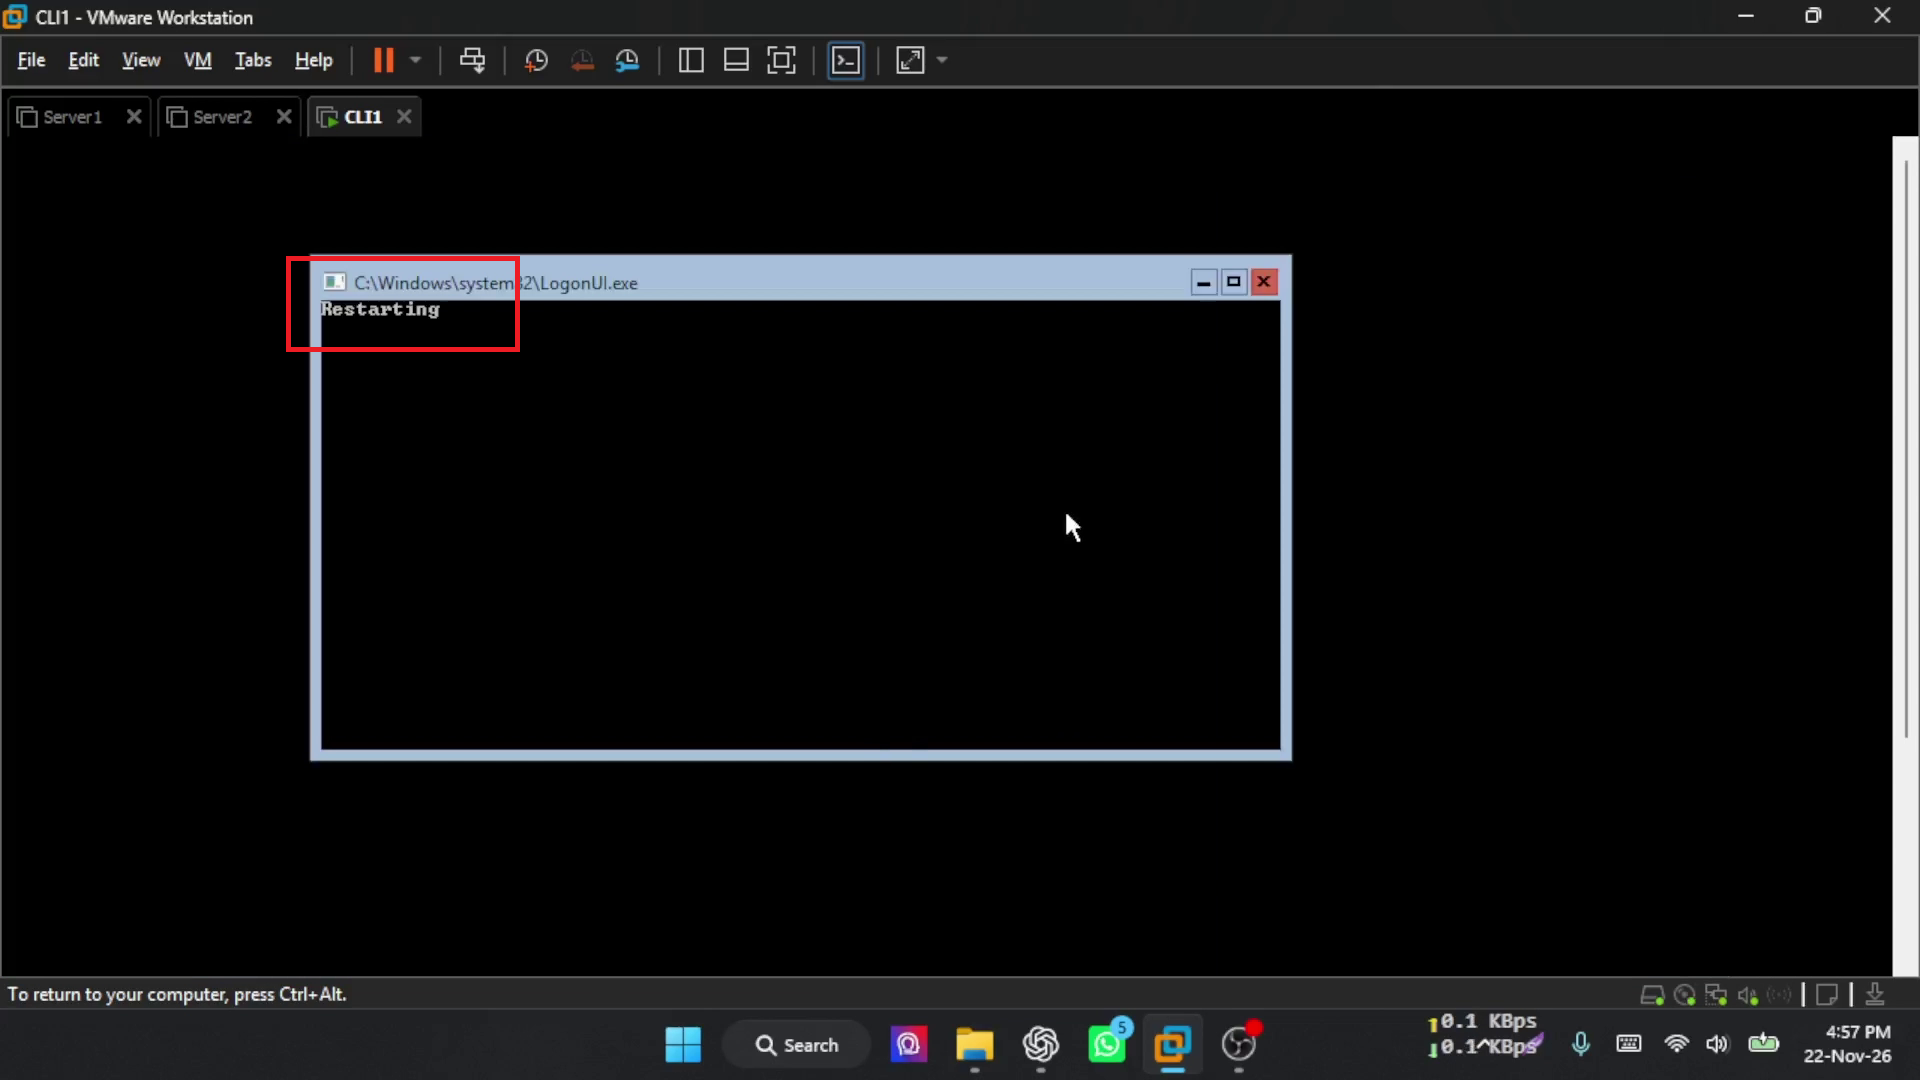 CLI1 - VMware Workstation
File Edit View VM Tabs Help
Server1 Server2 CLI1
C:\Windows\system32\LogonUI.exe
Restarting
To return to your computer, press Ctrl+Alt.
Search
5
0.1 KBps
0.1^KBps
4:57 PM
22-Nov-26